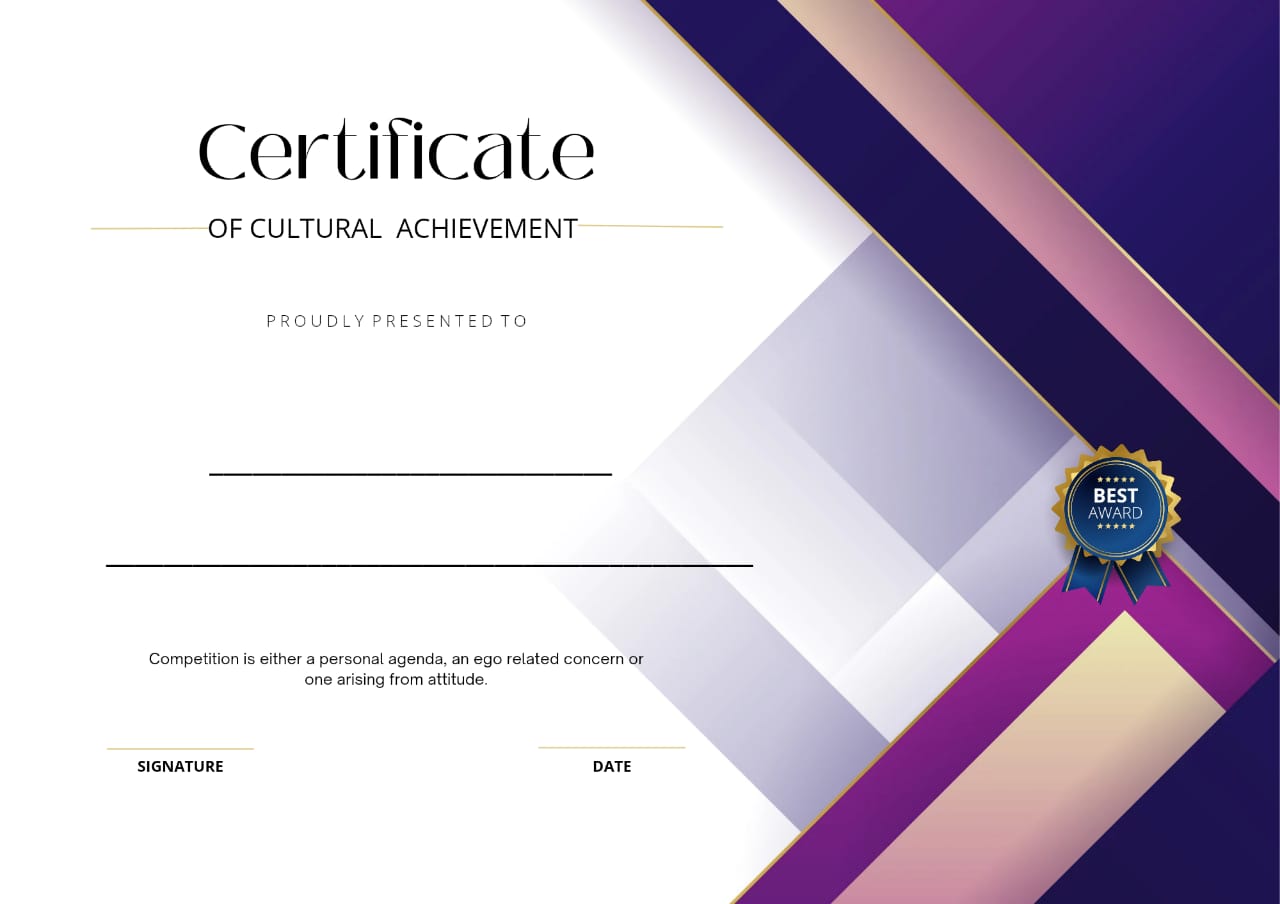 Certificate
OF CULTURAL ACHIEVEMENT
PROUDLY PRESENTED TO
BEST
AWARD
Competition is either a personal agenda, an ego related concern or
one arising from attitude.
SIGNATURE
DATE